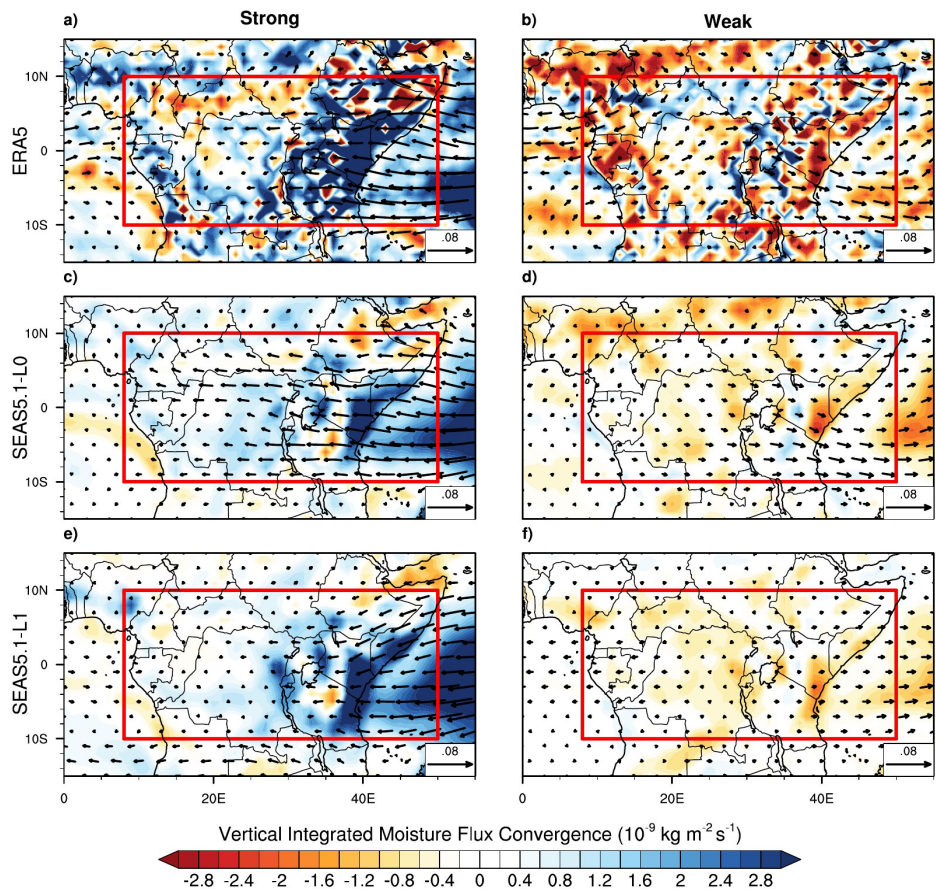 Strong Weak
a) b)
10N
0
10S
ERA5
.08 .08
c) d)
10N
0
10S
SEAS5.1-L0
.08 .08
e) f)
10N
0
10S
SEAS5.1-L1
.08 .08
0 20E 40E 0 20E 40E
Vertical Integrated Moisture Flux Convergence (10⁻⁹ kg m⁻² s⁻¹)
-2.8 -2.4 -2 -1.6 -1.2 -0.8 -0.4 0 0.4 0.8 1.2 1.6 2 2.4 2.8